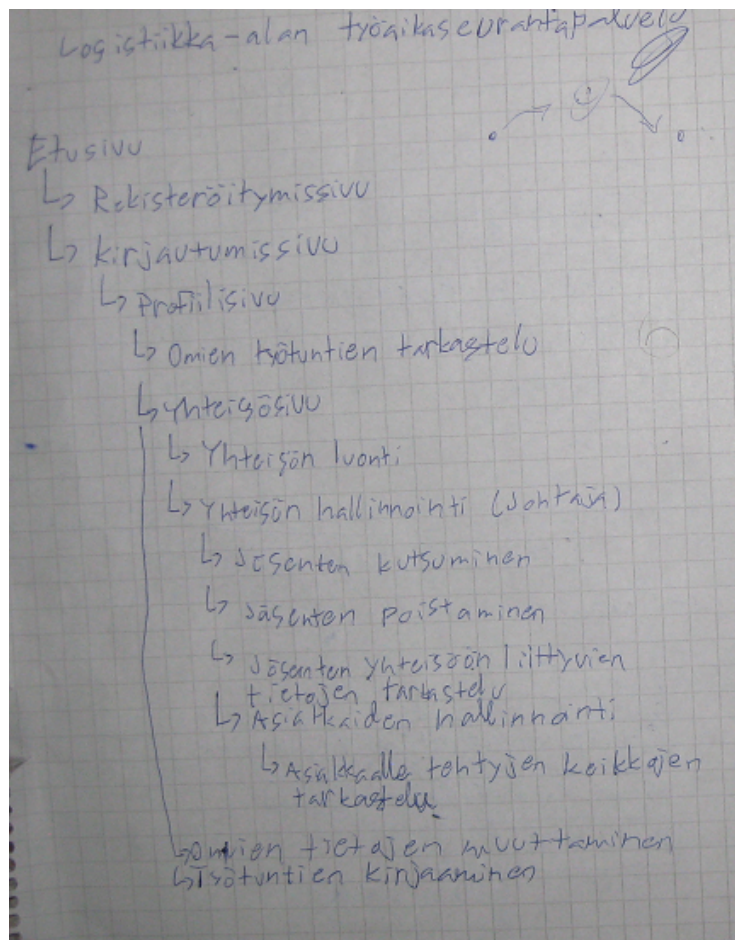 Logistiikka-alan työaikaseurantapalvelu
Etusivu
↳ Rekisteröitymissivu
↳ Kirjautumissivu
↳ Profiilisivu
↳ Omien työtuntien tarkastelu
↳ Yhteisösivu
↳ Yhteisön luonti
↳ Yhteisön hallinnointi (Johtaja)
↳ Jäsenten kutsuminen
↳ Jäsenten poistaminen
↳ Jäsenten yhteisöön liittyvien
tietojen tarkastelu
↳ Asiakkaiden hallinnointi
↳ Asiakkaalle tehtyjen keikkojen
tarkastelu
↳ Omien tietojen muuttaminen
↳ Työtuntien kirjaaminen